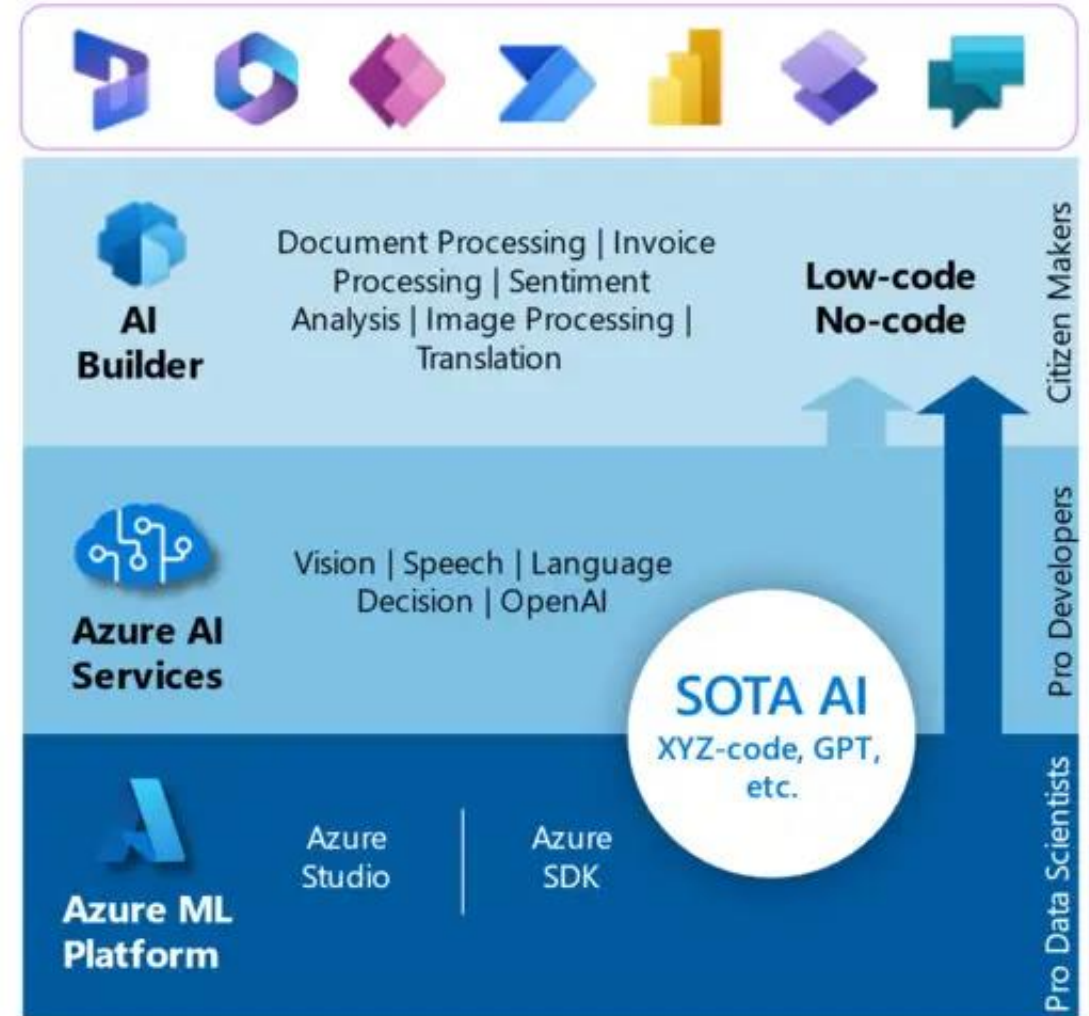 Document Processing | Invoice
Processing | Sentiment
Analysis | Image Processing |
Translation
AI
Builder
Low-code
No-code
Citizen Makers
Vision | Speech | Language
Decision | OpenAI
Azure AI
Services
Pro Developers
SOTA AI
XYZ-code, GPT,
etc.
Azure
Studio
Azure
SDK
Azure ML
Platform
Pro Data Scientists